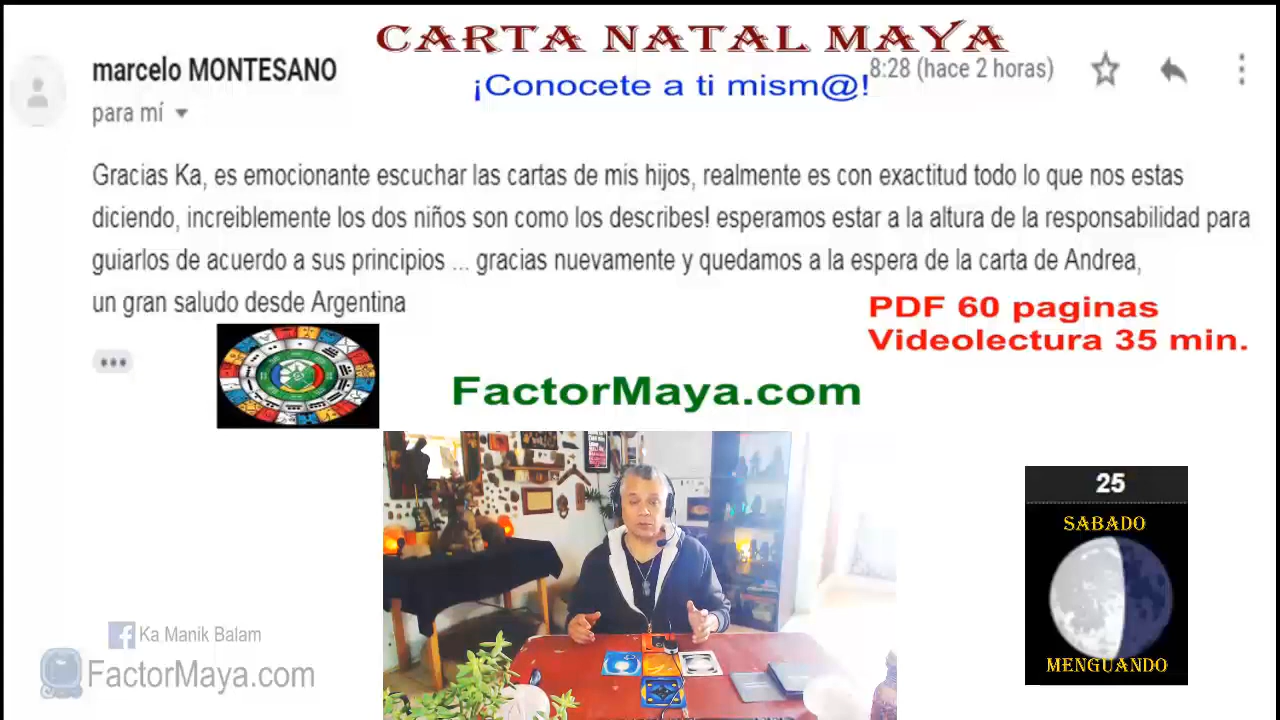 CARTA NATAL MAYA
¡Conocete a ti mism@!
marcelo MONTESANO
8:28 (hace 2 horas)
para mí
Gracias Ka, es emocionante escuchar las cartas de mis hijos, realmente es con exactitud todo lo que nos estas
diciendo, increiblemente los dos niños son como los describes! esperamos estar a la altura de la responsabilidad para
guiarlos de acuerdo a sus principios ... gracias nuevamente y quedamos a la espera de la carta de Andrea,
un gran saludo desde Argentina
PDF 60 paginas
Videolectura 35 min.
FactorMaya.com
25
SABADO
MENGUANDO
Ka Manik Balam
FactorMaya.com